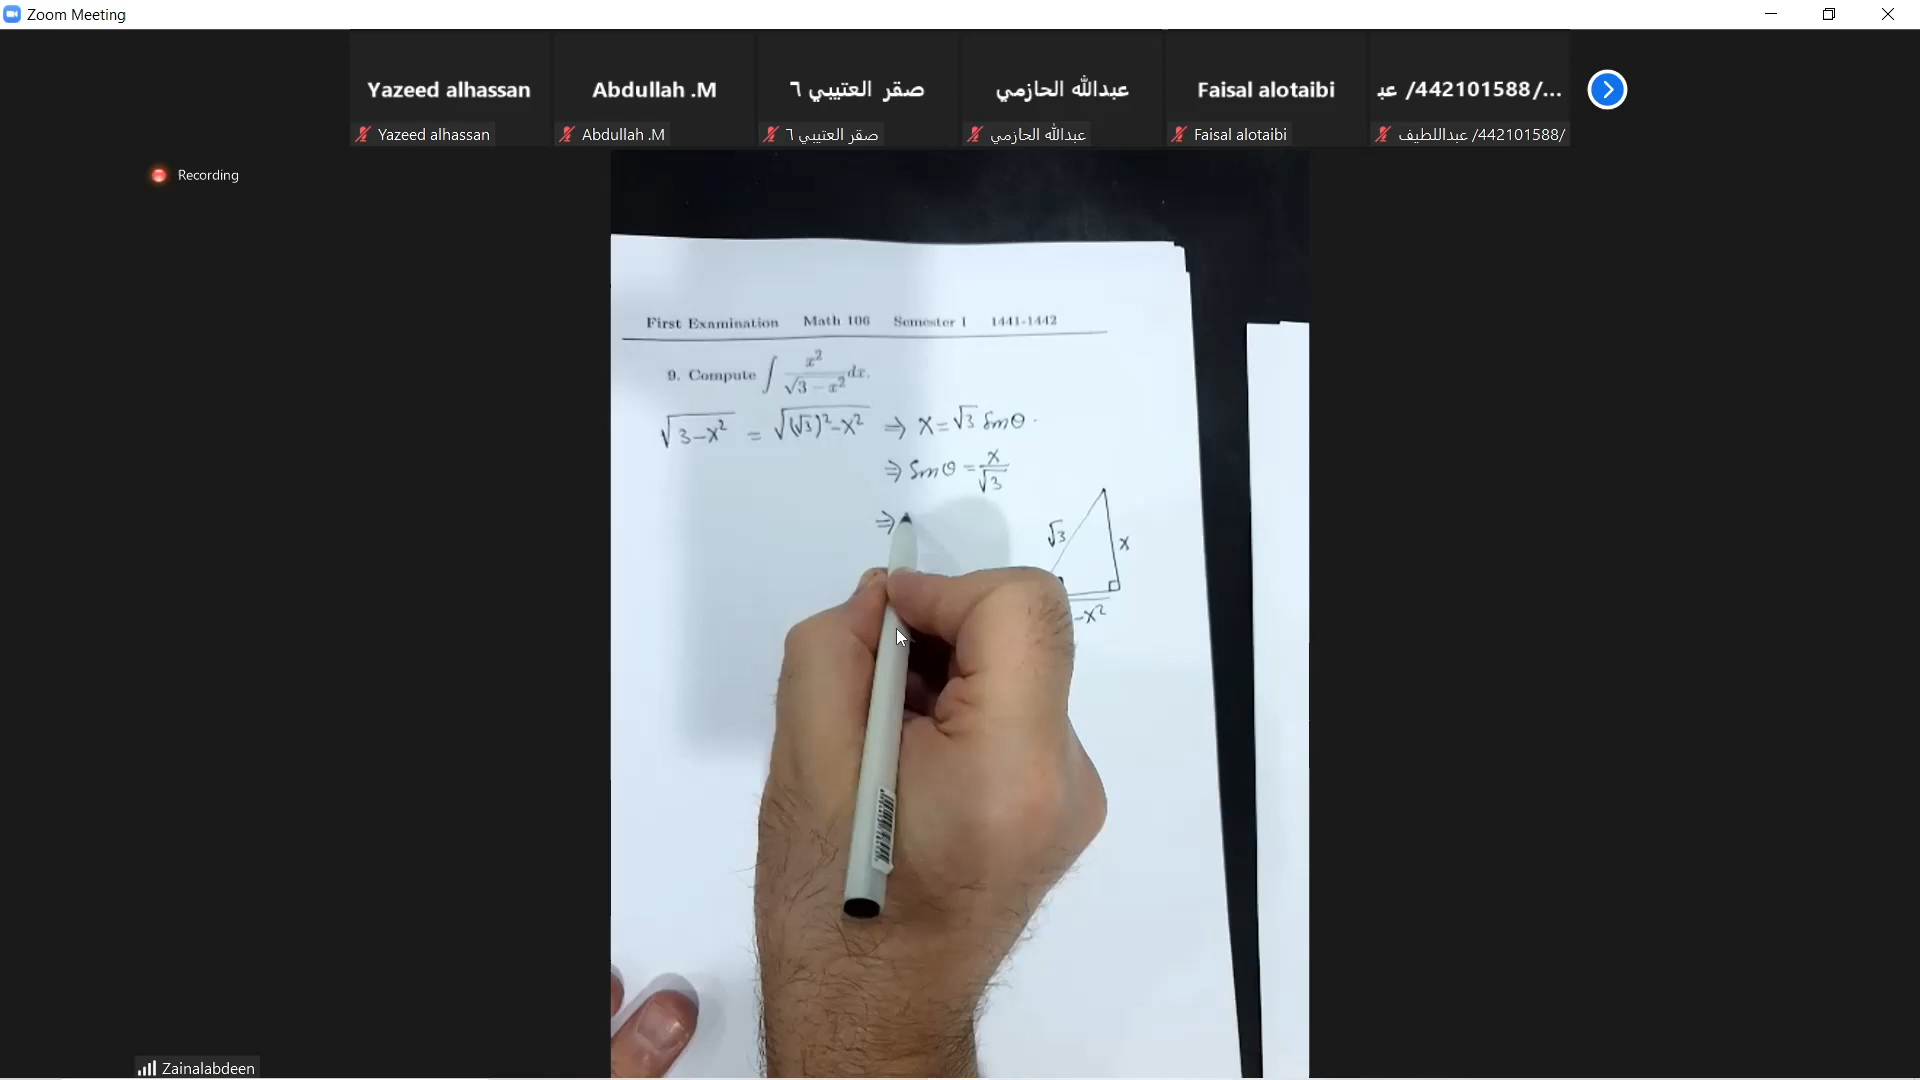 Zoom Meeting
Yazeed alhassan
Abdullah .M
صقر العتيبي ٦
عبدالله الحازمي
Faisal alotaibi
عب /442101588/...
Yazeed alhassan
Abdullah .M
صقر العتيبي ٦
عبدالله الحازمي
Faisal alotaibi
عبداللطيف /442101588/
Recording
First Examination Math 106 Semester I 1441-1442
9. Compute ∫ x²/√(3 − x²) dx.
√(3−x²) = √((√3)²−x²) ⇒ x = √3 Sinθ.
⇒ Sinθ = x/√3
⇒
√3
x
−x²
Zainalabdeen